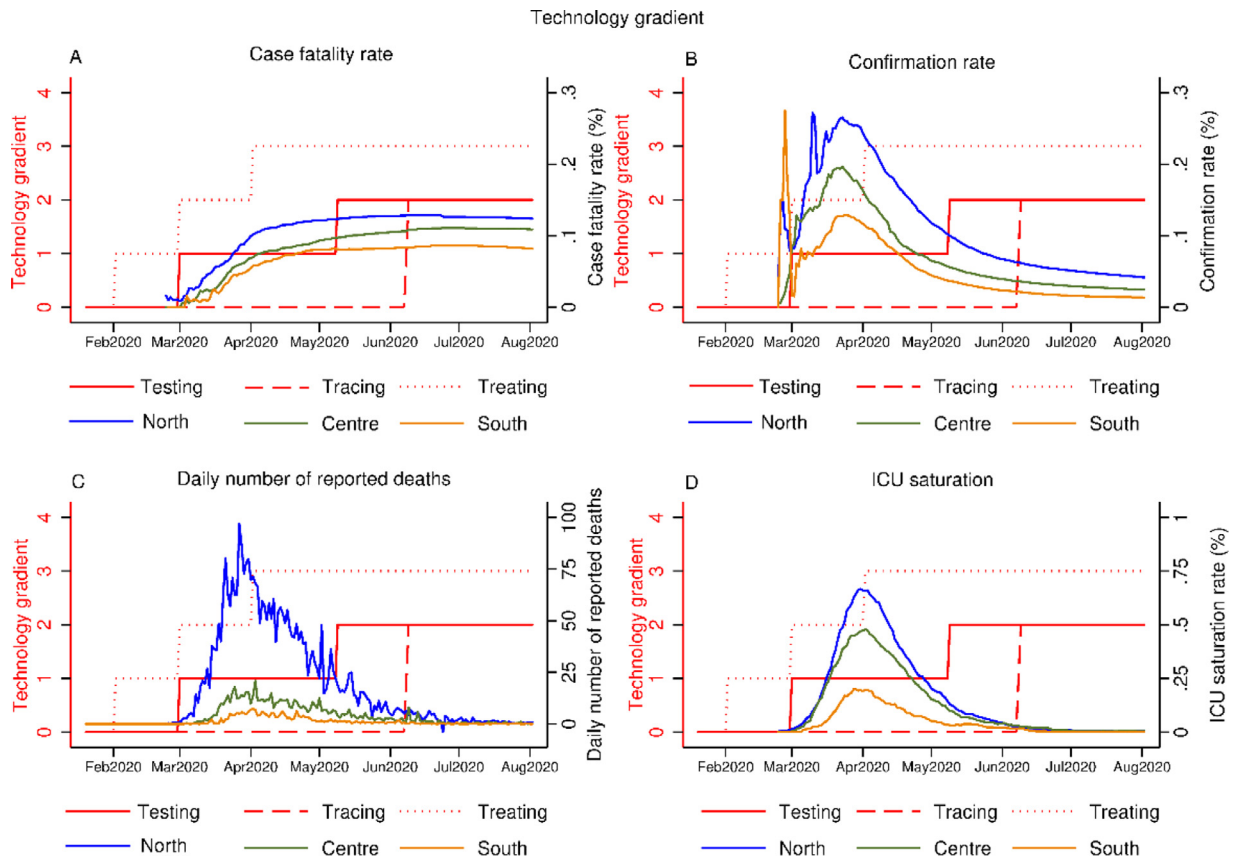 Technology gradient
A
Case fatality rate
Technology gradient
0 1 2 3 4
Case fatality rate (%)
0 .1 .2 .3
Feb2020 Mar2020 Apr2020 May2020 Jun2020 Jul2020 Aug2020
Testing Tracing Treating
North Centre South
B
Confirmation rate
Technology gradient
0 1 2 3 4
Confirmation rate (%)
0 .1 .2 .3
Feb2020 Mar2020 Apr2020 May2020 Jun2020 Jul2020 Aug2020
Testing Tracing Treating
North Centre South
C
Daily number of reported deaths
Technology gradient
0 1 2 3 4
Daily number of reported deaths
0 25 50 75 100
Feb2020 Mar2020 Apr2020 May2020 Jun2020 Jul2020 Aug2020
Testing Tracing Treating
North Centre South
D
ICU saturation
Technology gradient
0 1 2 3 4
ICU saturation rate (%)
0 .25 .5 .75 1
Feb2020 Mar2020 Apr2020 May2020 Jun2020 Jul2020 Aug2020
Testing Tracing Treating
North Centre South